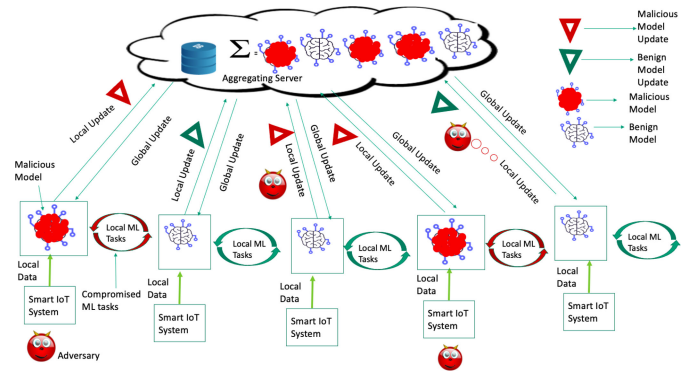 Σ =
Aggregating Server
Malicious
Model
Update
Benign
Model
Update
Malicious
Model
Benign
Model
Local Update
Global Update
Local Update
Global Update
Local Update
Global Update
Local Update
Global Update
Local Update
Global Update
Malicious
Model
Local ML
Tasks
Local ML
Tasks
Local ML
Tasks
Local ML
Tasks
Local ML
Tasks
Local
Data
Local
Data
Local
Data
Local
Data
Local
Data
Compromised
ML tasks
Smart IoT
System
Smart IoT
System
Smart IoT
System
Smart IoT
System
Smart IoT
System
Adversary